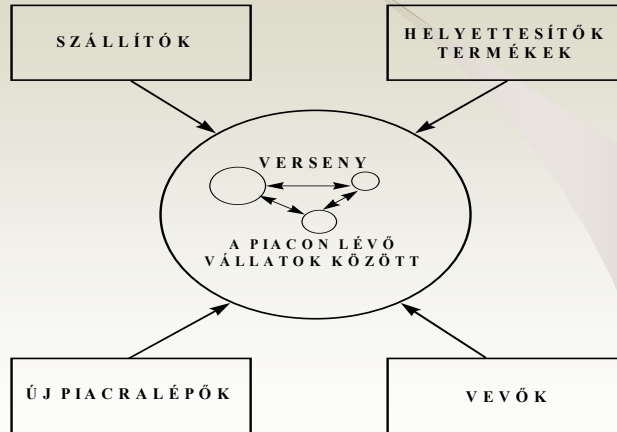 SZÁLLÍTÓK
HELYETTESÍTŐK
TERMÉKEK
VERSENY
A PIACON LÉVŐ
VÁLLATOK KÖZÖTT
ÚJ PIACRALÉPŐK
VEVŐK